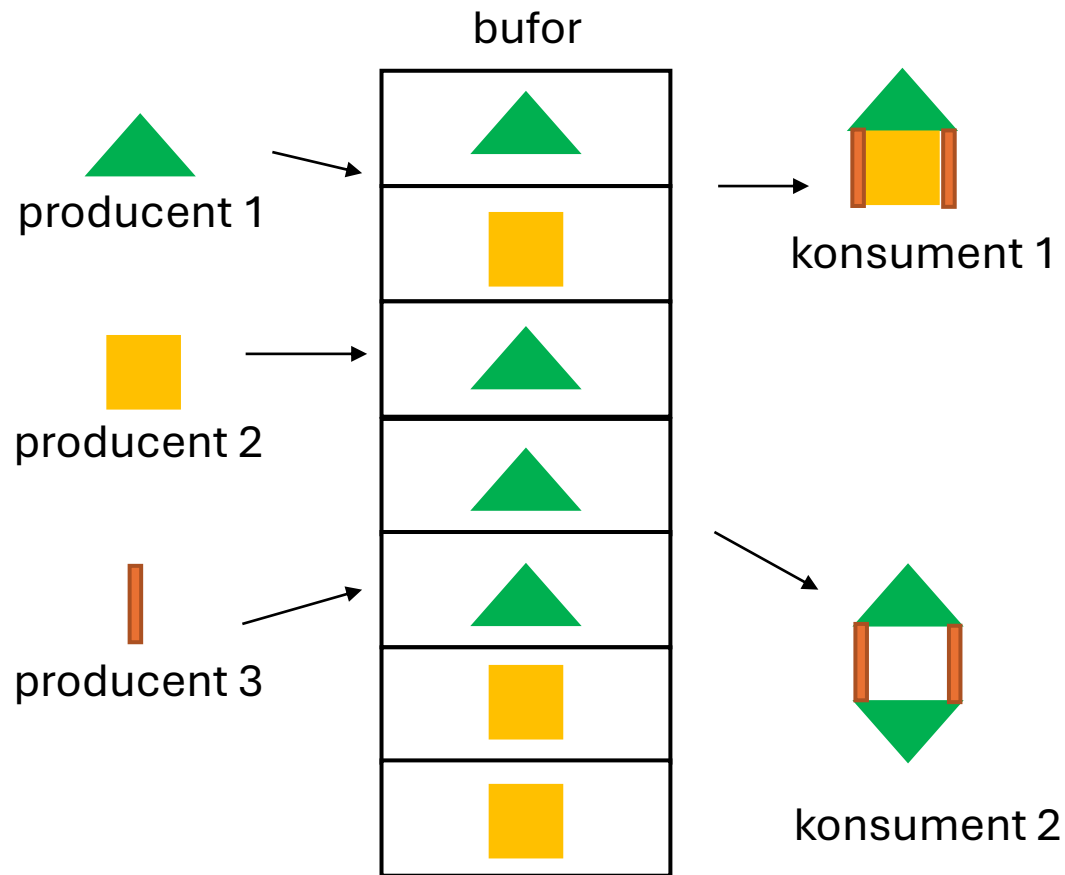 bufor
producent 1
konsument 1
producent 2
producent 3
konsument 2